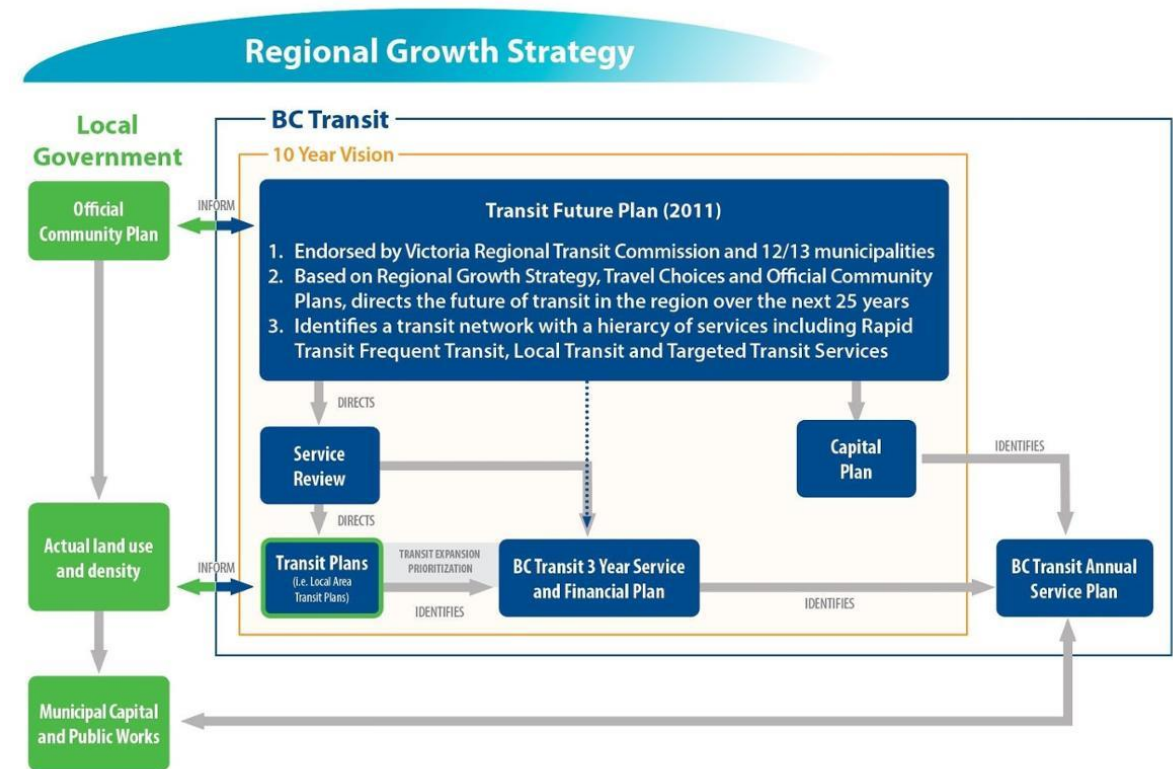 Regional Growth Strategy
Local
Government
BC Transit
10 Year Vision
Official
Community Plan
INFORM
Transit Future Plan (2011)
1. Endorsed by Victoria Regional Transit Commission and 12/13 municipalities
2. Based on Regional Growth Strategy, Travel Choices and Official Community
Plans, directs the future of transit in the region over the next 25 years
3. Identifies a transit network with a hierarcy of services including Rapid
Transit Frequent Transit, Local Transit and Targeted Transit Services
DIRECTS
Service
Review
Capital
Plan
IDENTIFIES
DIRECTS
Actual land use
and density
INFORM
Transit Plans
(i.e. Local Area
Transit Plans)
TRANSIT EXPANSION
PRIORITIZATION
IDENTIFIES
BC Transit 3 Year Service
and Financial Plan
IDENTIFIES
BC Transit Annual
Service Plan
Municipal Capital
and Public Works